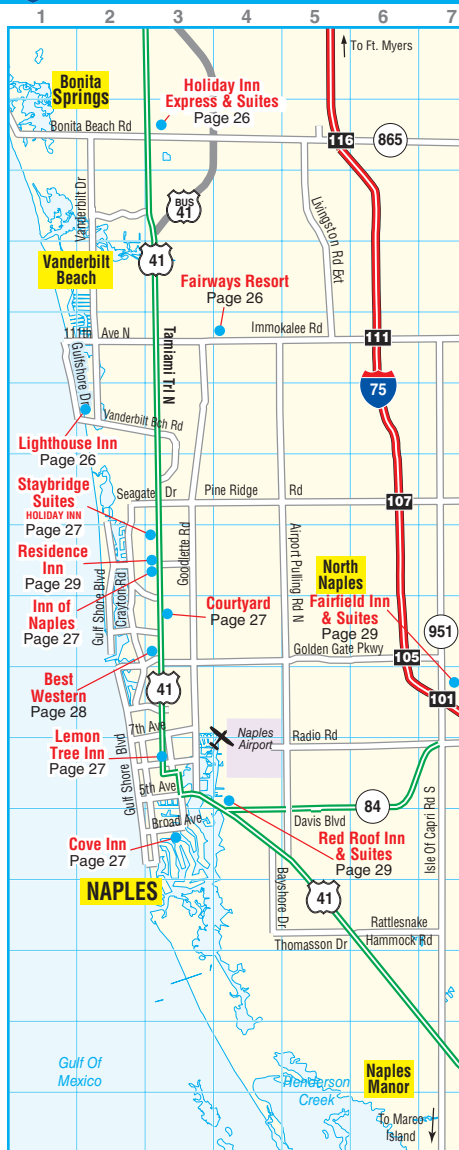 1 2 3 4 5 6 7
To Ft. Myers
Bonita
Springs
Holiday Inn
Express & Suites
Page 26
Bonita Beach Rd
116
865
Vanderbilt Dr
BUS
41
Livingston Rd Ext
41
Vanderbilt
Beach
Fairways Resort
Page 26
111th Ave N
Tamiami Trl N
Immokalee Rd
111
Gulfshore Dr
75
Vanderbilt Bch Rd
Lighthouse Inn
Page 26
Staybridge
Suites
HOLIDAY INN
Page 27
Seagate Dr
Pine Ridge Rd
107
Residence
Inn
Page 29
Goodlette Rd
Airport Pulling Rd N
North
Naples
Gulf Shore Blvd
Crayton Rd
Inn of
Naples
Page 27
Courtyard
Page 27
Fairfield Inn
& Suites
Page 29
951
Golden Gate Pkwy
105
101
Best
Western
Page 28
41
7th Ave
Naples
Airport
Radio Rd
Lemon
Tree Inn
Page 27
Gulf Shore Blvd
5th Ave
84
Davis Blvd
Isle Of Capri Rd S
Broad Ave
Cove Inn
Page 27
Red Roof Inn
& Suites
Page 29
NAPLES
Bayshore Dr
41
Rattlesnake
Hammock Rd
Thomasson Dr
Gulf Of
Mexico
Henderson
Creek
Naples
Manor
To Marco
Island